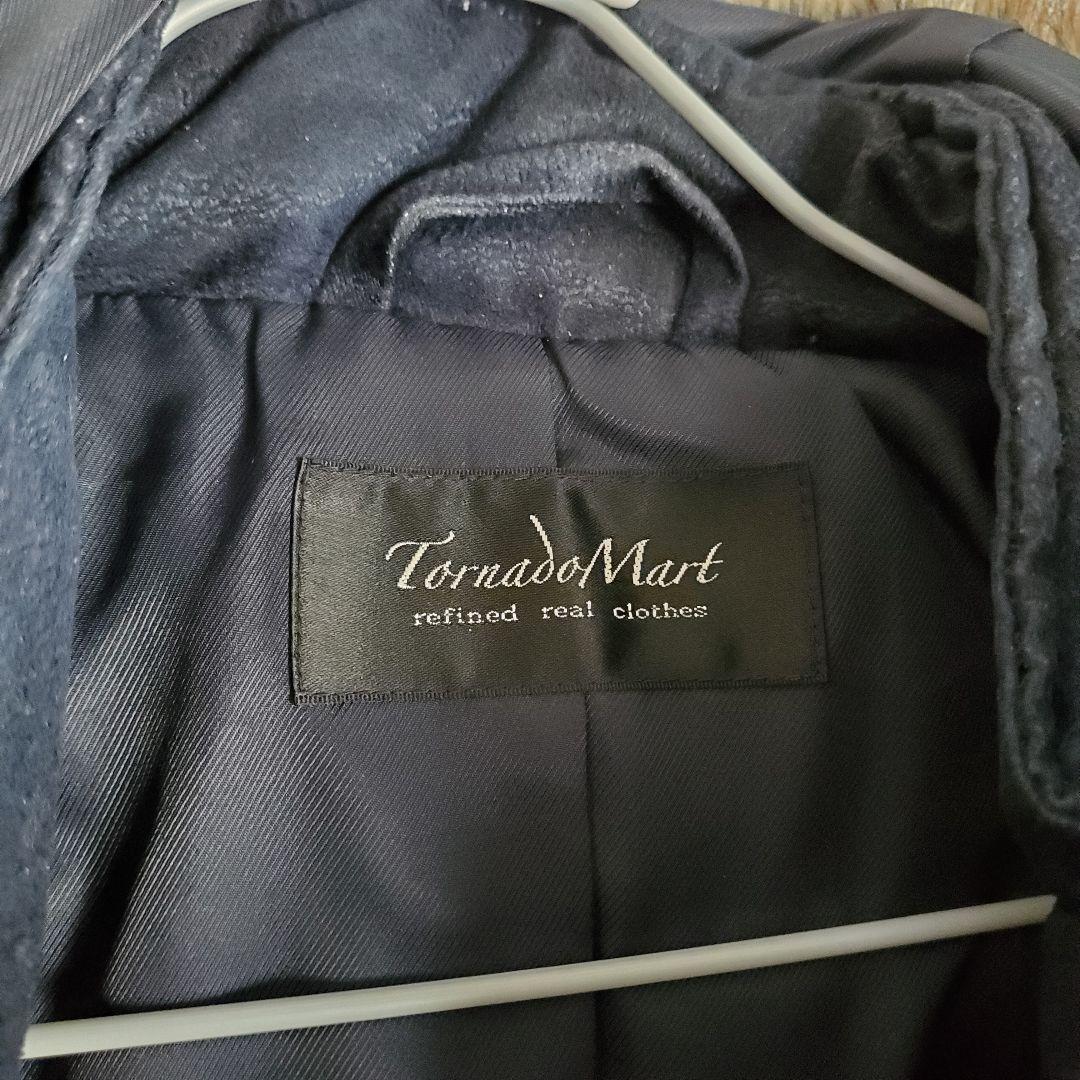 TornadoMart
refined real clothes